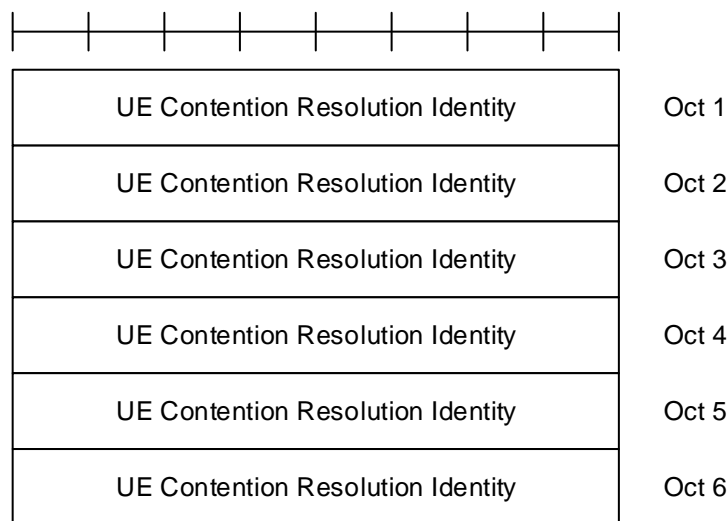 UE Contention Resolution Identity Oct 1
UE Contention Resolution Identity Oct 2
UE Contention Resolution Identity Oct 3
UE Contention Resolution Identity Oct 4
UE Contention Resolution Identity Oct 5
UE Contention Resolution Identity Oct 6